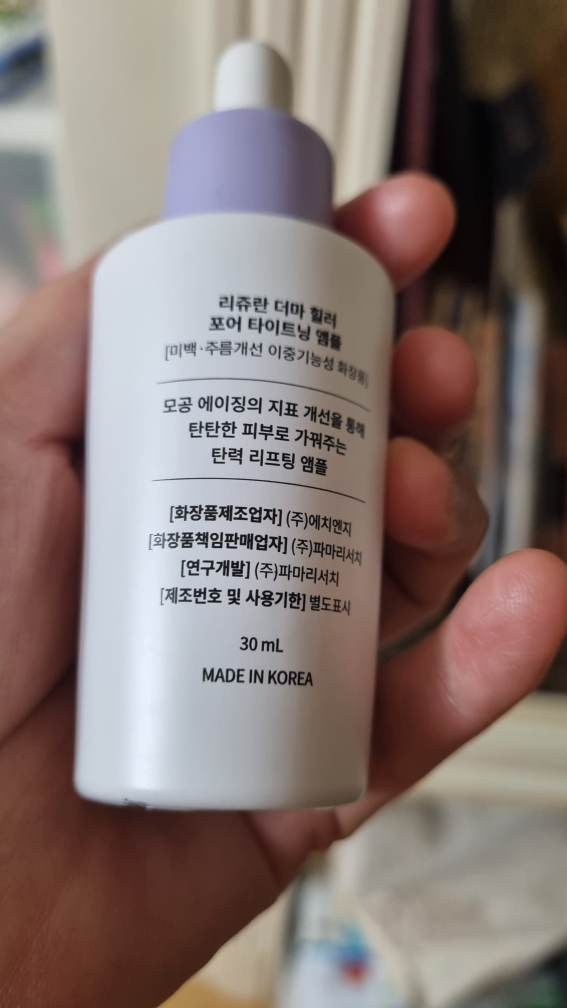 리쥬란 더마 힐러
포어 타이트닝 앰플
[미백·주름개선 이중기능성 화장품]
모공 에이징의 지표 개선을 통해
탄탄한 피부로 가꿔주는
탄력 리프팅 앰플
[화장품제조업자] (주)에치엔지
[화장품책임판매업자] (주)파마리서치
[연구개발] (주)파마리서치
[제조번호 및 사용기한] 별도표시
30 mL
MADE IN KOREA